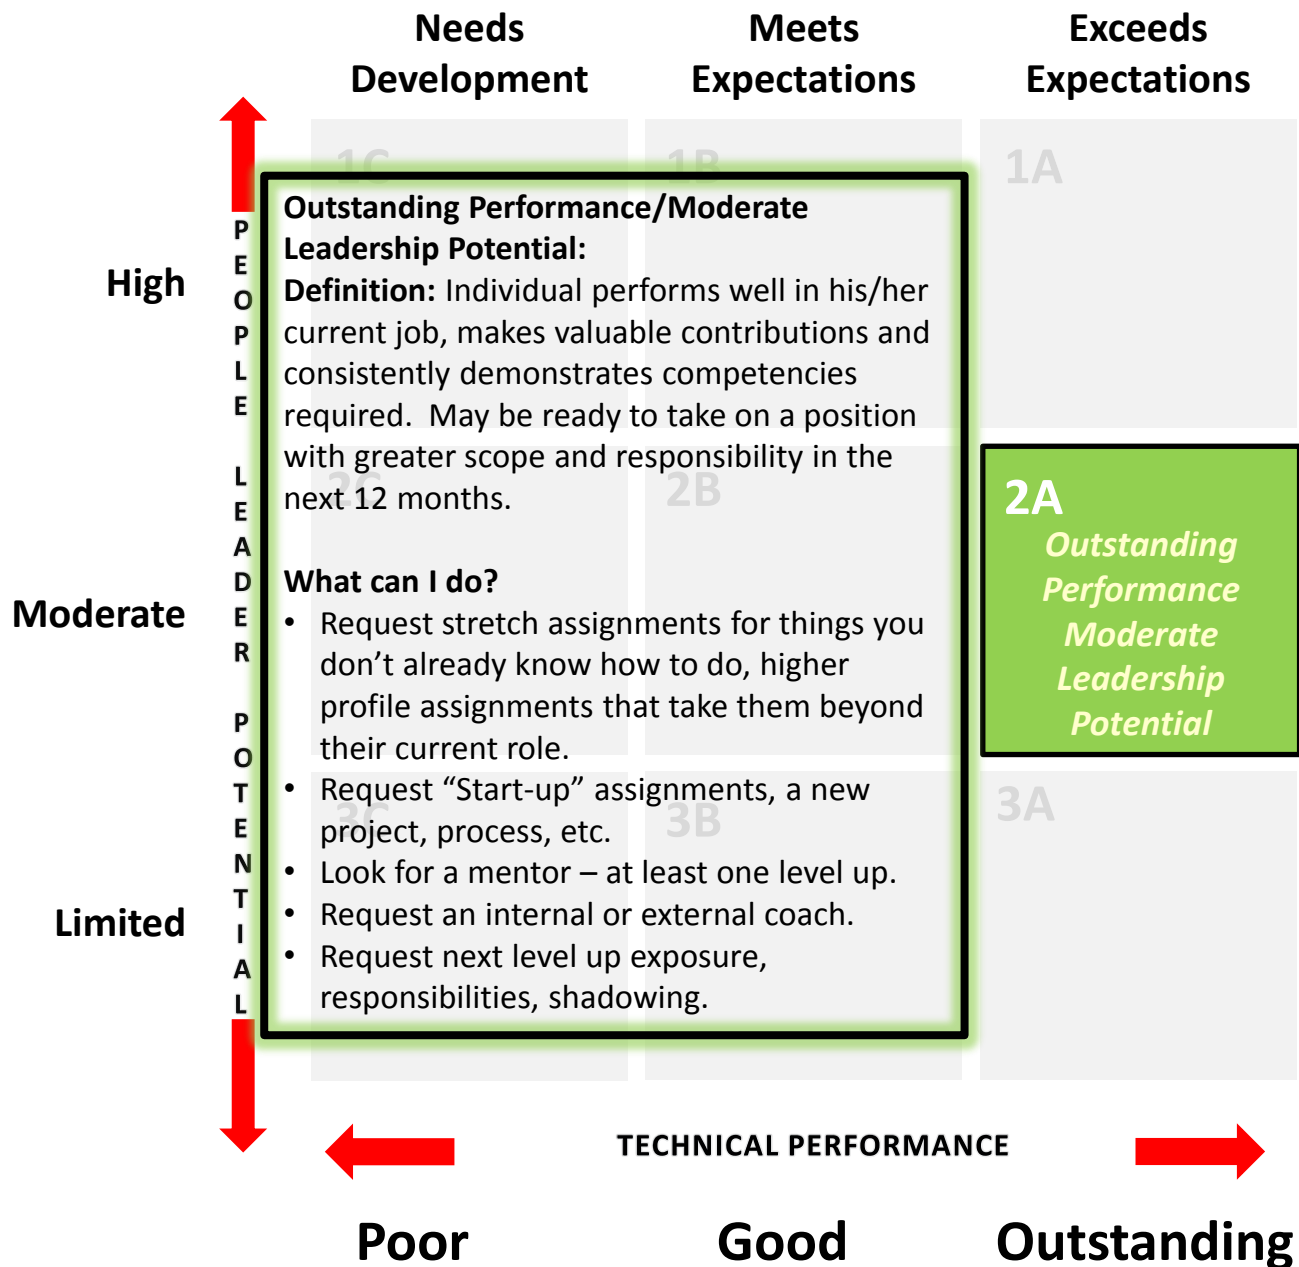 Needs
Development
Meets
Expectations
Exceeds
Expectations
High
Moderate
Limited
PEOPLE LEADER POTENTIAL
1C
1B
1A
Outstanding Performance/Moderate
Leadership Potential:
Definition: Individual performs well in his/her
current job, makes valuable contributions and
consistently demonstrates competencies
required.  May be ready to take on a position
with greater scope and responsibility in the
next 12 months.
What can I do?
• Request stretch assignments for things you
don’t already know how to do, higher
profile assignments that take them beyond
their current role.
• Request “Start-up” assignments, a new
project, process, etc.
• Look for a mentor – at least one level up.
• Request an internal or external coach.
• Request next level up exposure,
responsibilities, shadowing.
2C
2B
2A
Outstanding
Performance
Moderate
Leadership
Potential
3C
3B
3A
TECHNICAL PERFORMANCE
Poor
Good
Outstanding